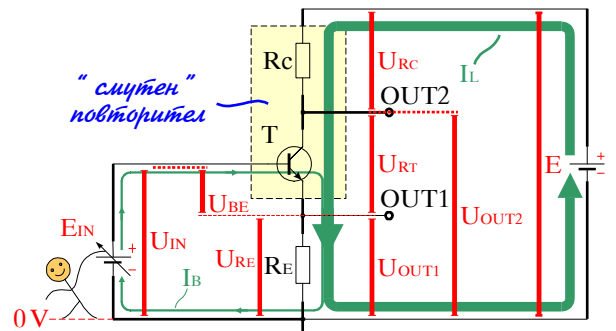 “ смутен ”
повторител
Rc
URC
IL
OUT2
T
URT
E
UBE
OUT1
UOUT2
EIN
UIN
URE
RE
UOUT1
IB
0 V
+
−
+
−